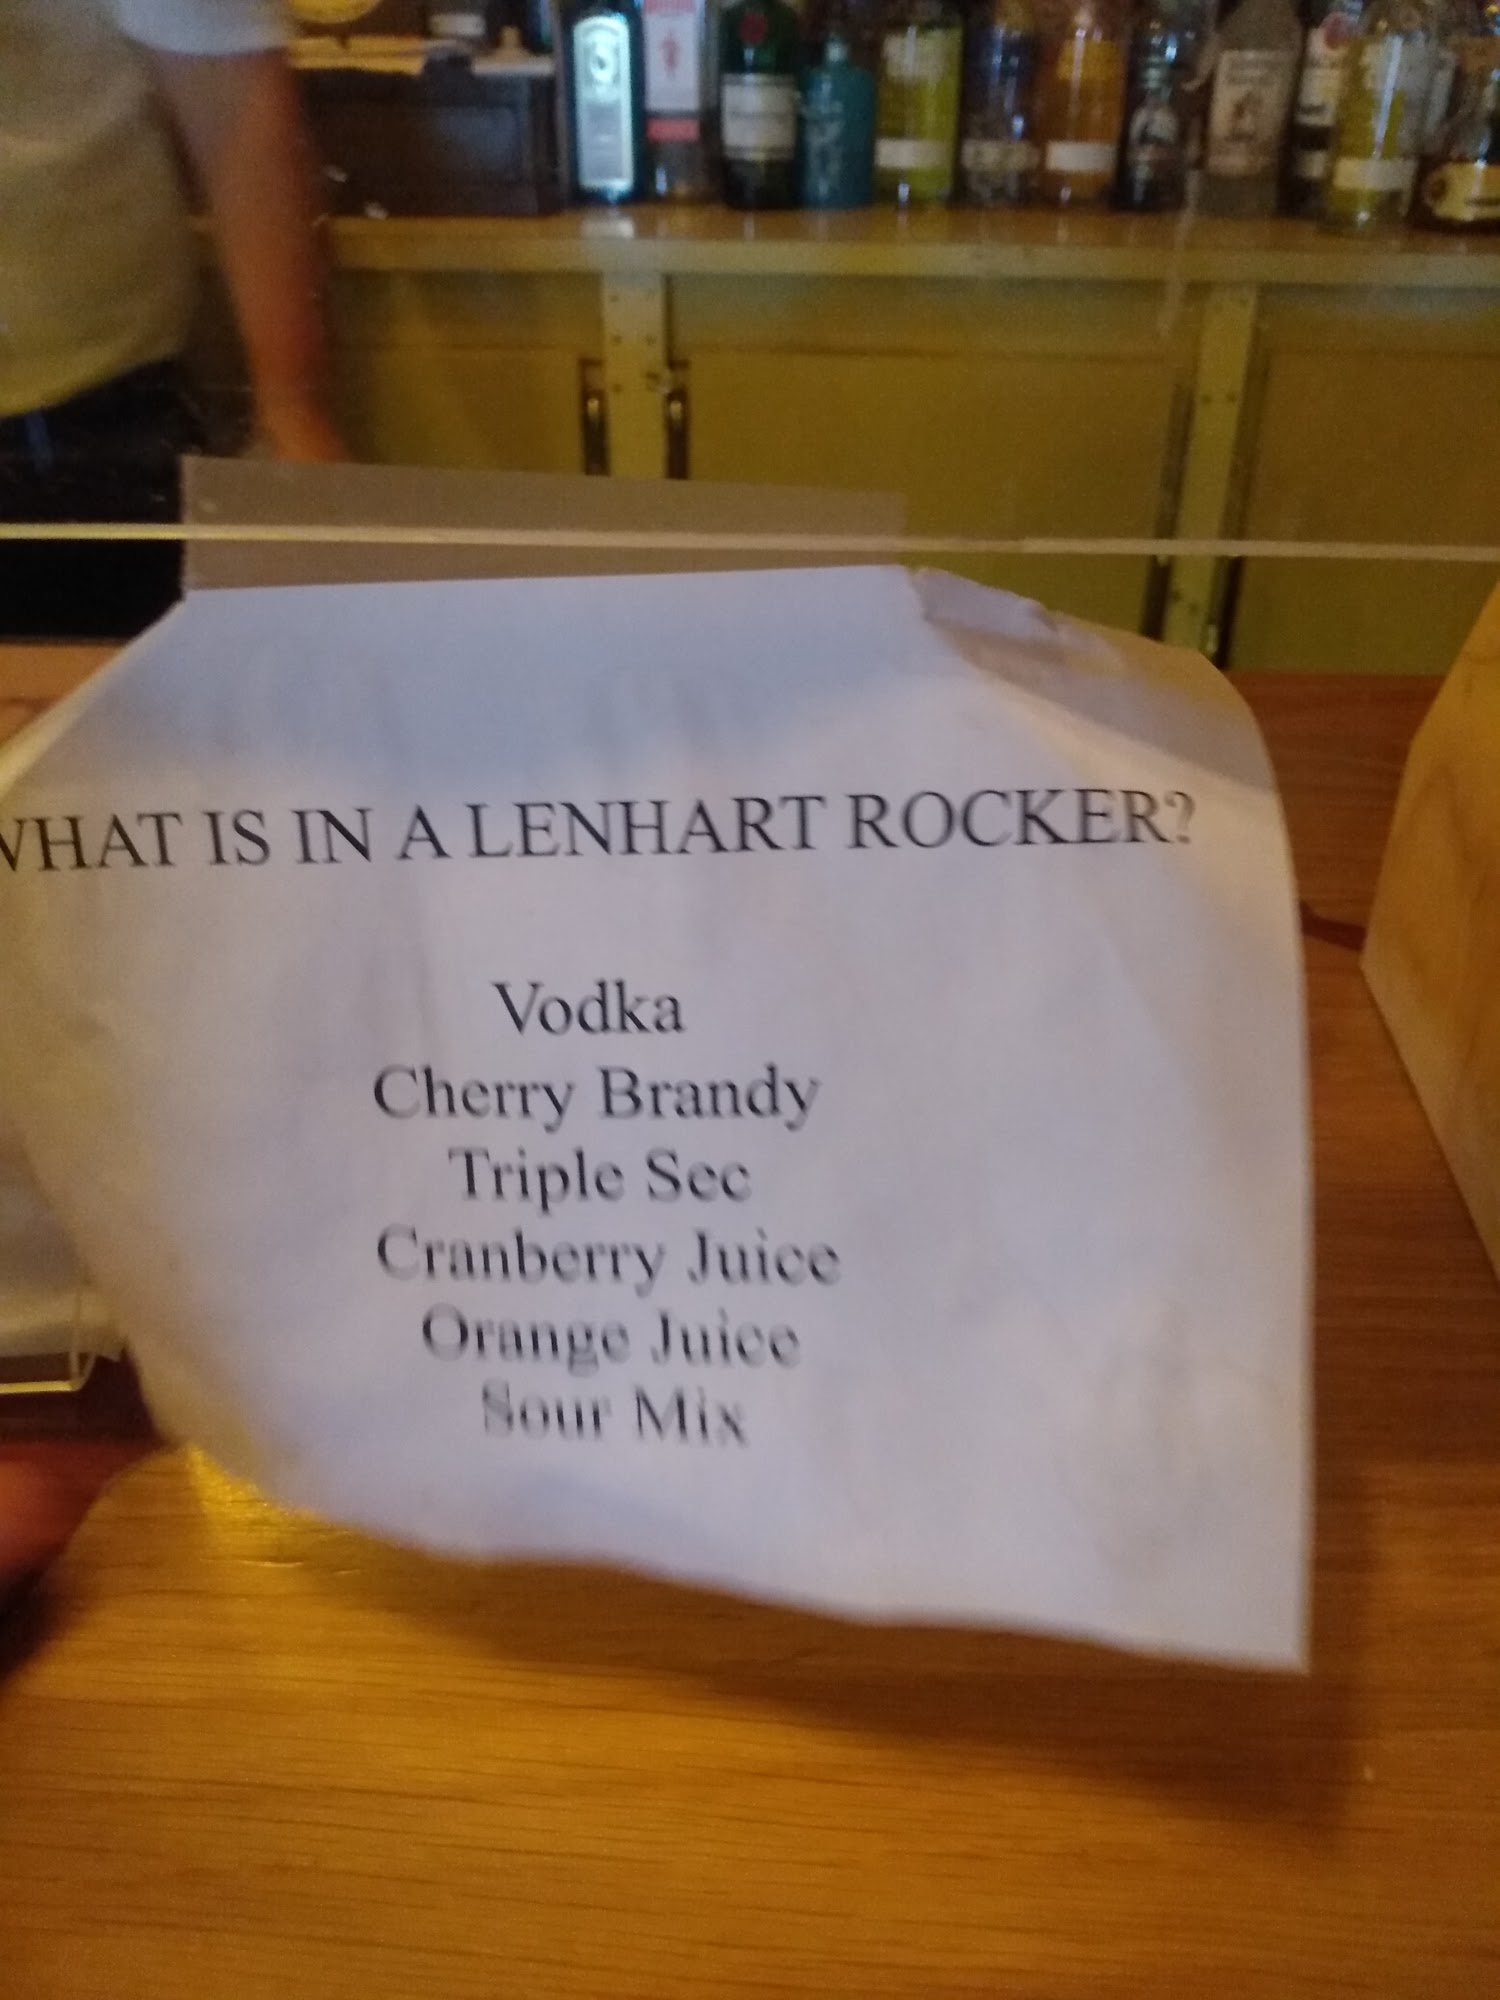 WHAT IS IN A LENHART ROCKER?
Vodka
Cherry Brandy
Triple Sec
Cranberry Juice
Orange Juice
Sour Mix